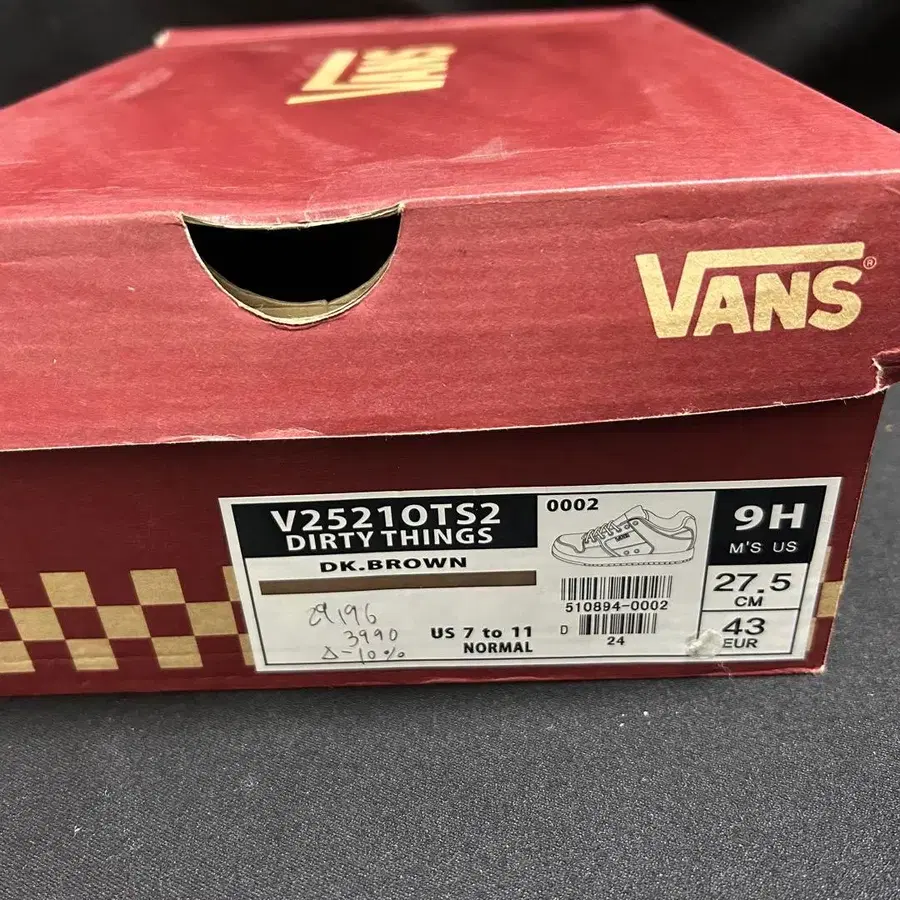 VANS
VANS®
V2521OTS2
DIRTY THINGS
DK.BROWN
0002
9H
M'S US
510894-0002
27.5
CM
D
24
43
EUR
3990
△-10%
US 7 to 11
NORMAL